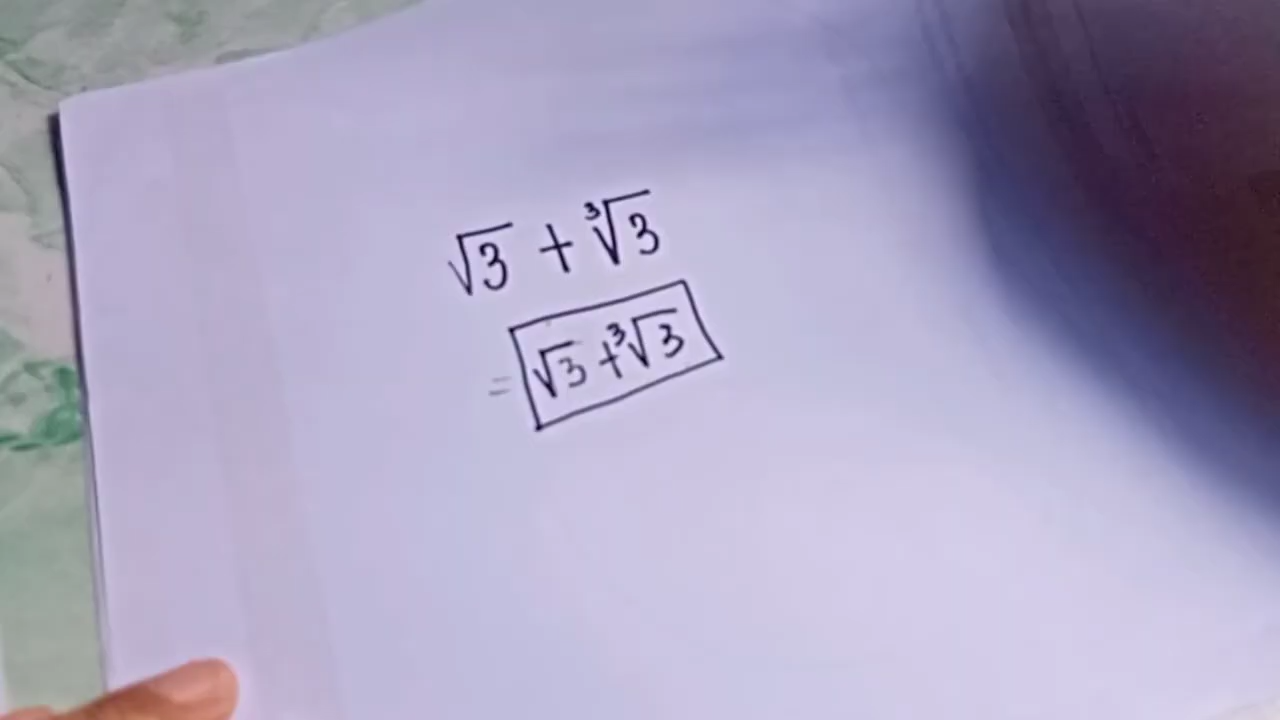 √3 + ∛3
= √3 + ∛3